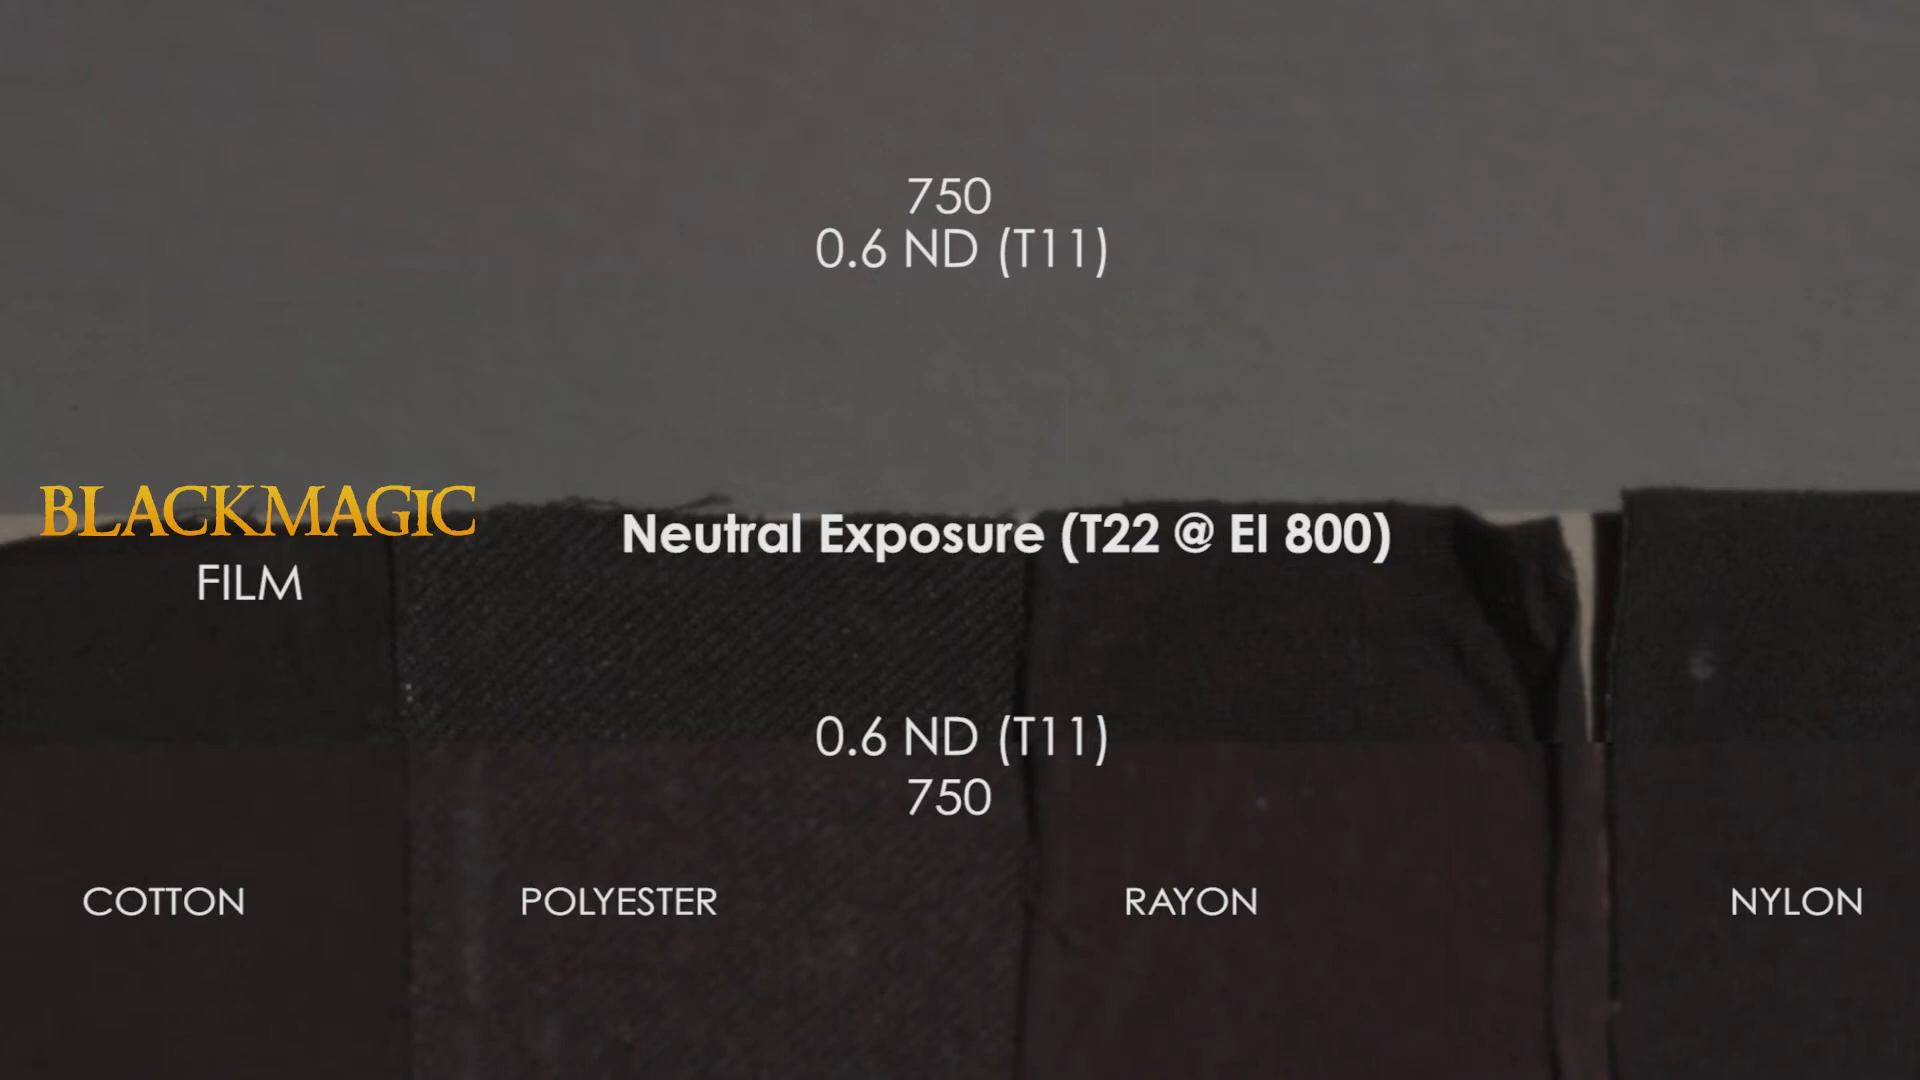 750
0.6 ND (T11)
BLACKMAGIC
Neutral Exposure (T22 @ EI 800)
FILM
0.6 ND (T11)
750
COTTON
POLYESTER
RAYON
NYLON